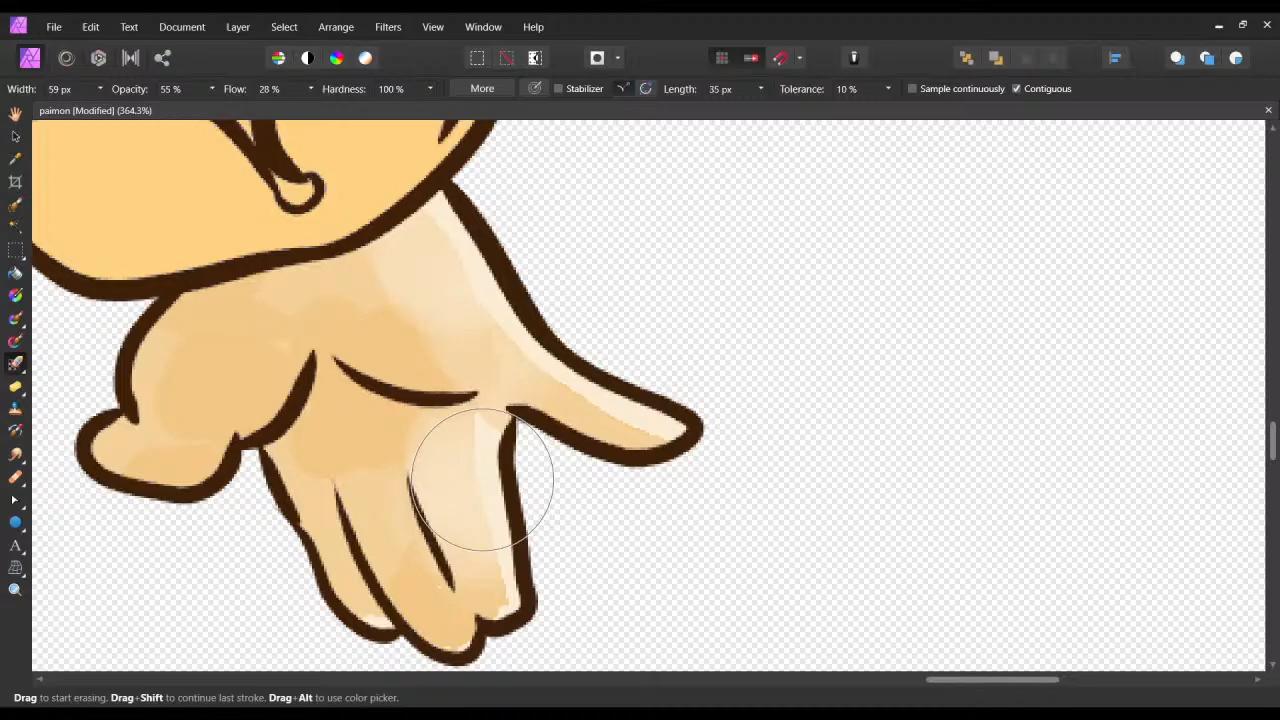 File Edit Text Document Layer Select Arrange Filters View Window Help
Width: 59 px Opacity: 55 % Flow: 28 % Hardness: 100 % More Stabilizer Length: 35 px Tolerance: 10 % Sample continuously Contiguous
paimon [Modified] (364.3%)
Drag to start erasing. Drag+Shift to continue last stroke. Drag+Alt to use color picker.